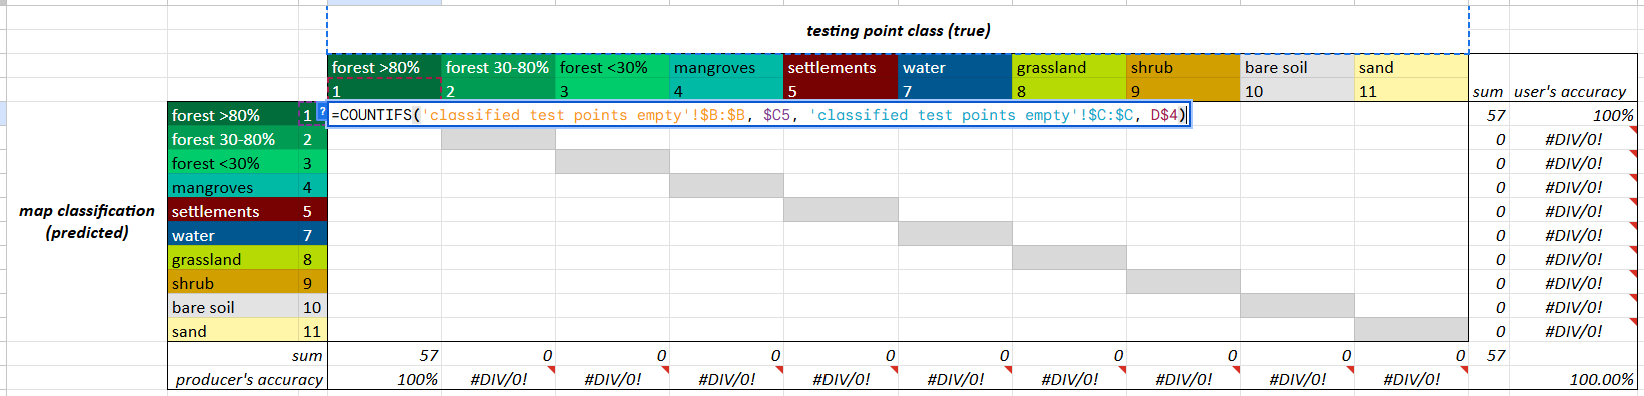 testing point class (true)
forest >80% forest 30-80% forest <30% mangroves settlements water grassland shrub bare soil sand
1 2 3 4 5 7 8 9 10 11 sum user's accuracy
forest >80% 1 ? =COUNTIFS('classified test points empty'!$B:$B, $C5, 'classified test points empty'!$C:$C, D$4) 57 100%
forest 30-80% 2 0 #DIV/0!
forest <30% 3 0 #DIV/0!
mangroves 4 0 #DIV/0!
map classification
(predicted)
settlements 5 0 #DIV/0!
water 7 0 #DIV/0!
grassland 8 0 #DIV/0!
shrub 9 0 #DIV/0!
bare soil 10 0 #DIV/0!
sand 11 0 #DIV/0!
sum 57 0 0 0 0 0 0 0 0 0 57
producer's accuracy 100% #DIV/0! #DIV/0! #DIV/0! #DIV/0! #DIV/0! #DIV/0! #DIV/0! #DIV/0! #DIV/0! 100.00%